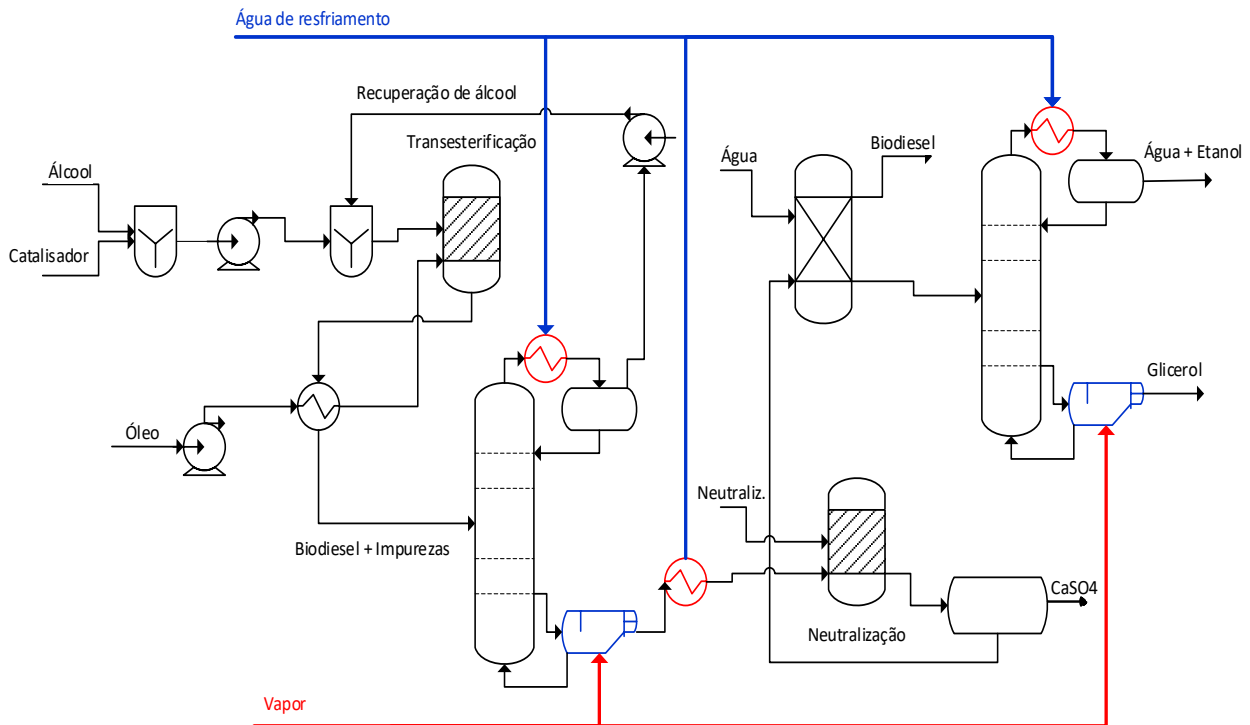 Água de resfriamento
Recuperação de álcool
Transesterificação
Álcool
Catalisador
Água
Biodiesel
Água + Etanol
Óleo
Glicerol
Biodiesel + Impurezas
Neutraliz.
Neutralização
CaSO4
Vapor